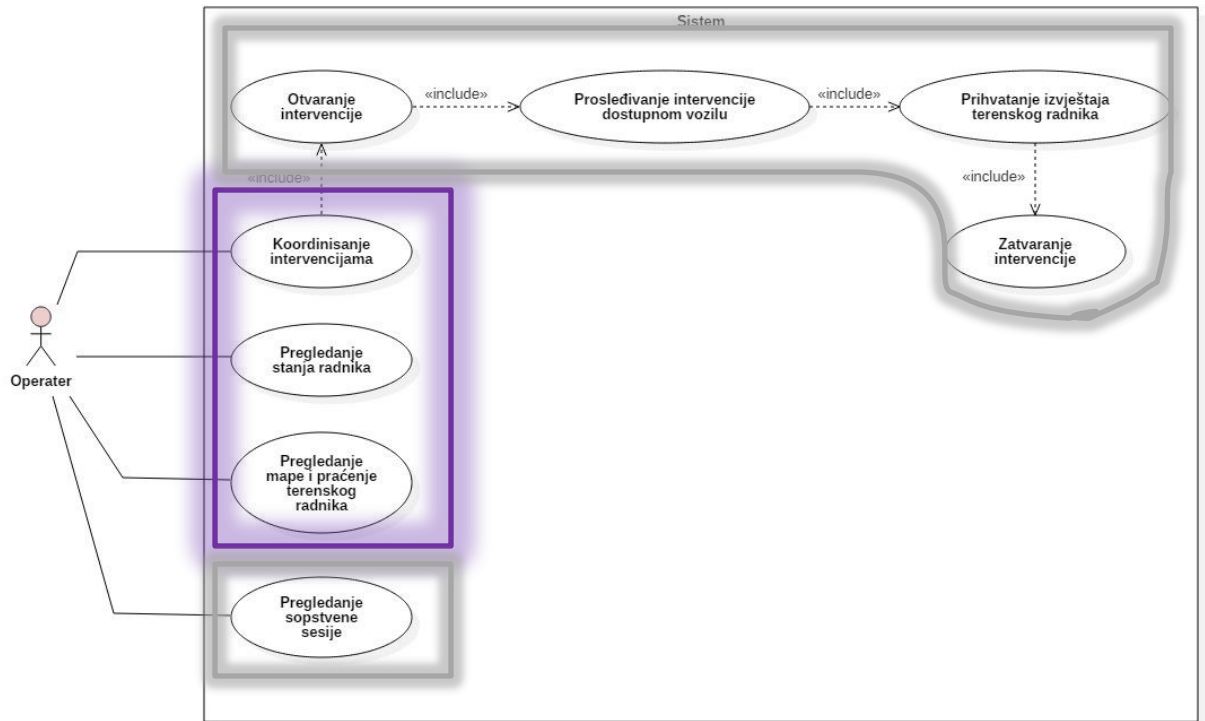 Sistem
Otvaranje
intervencije
«include»
Prosleđivanje intervencije
dostupnom vozilu
«include»
Prihvatanje izvještaja
terenskog radnika
«include»
«include»
Koordinisanje
intervencijama
Zatvaranje
intervencije
Pregledanje
stanja radnika
Operater
Pregledanje
mape i praćenje
terenskog
radnika
Pregledanje
sopstvene
sesije